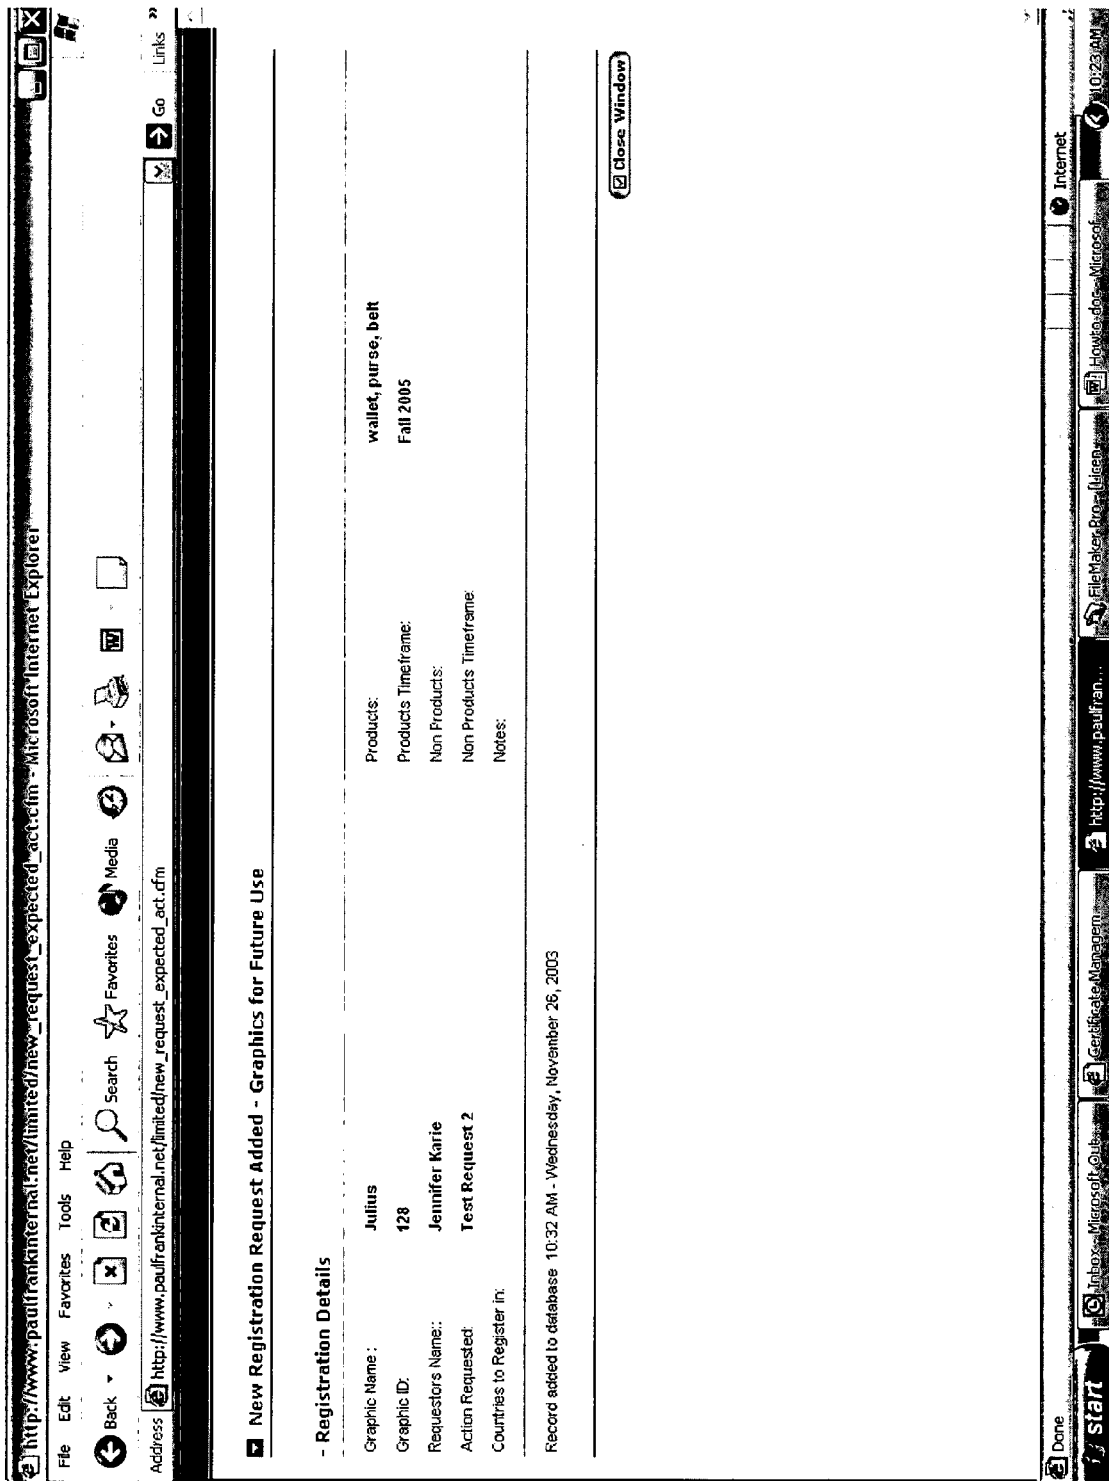 http://www.paulfrankinternal.net/limited/new_request_expected_act.cfm - Microsoft Internet Explorer
File Edit View Favorites Tools Help
Back Search Favorites Media
Address http://www.paulfrankinternal.net/limited/new_request_expected_act.cfm Go Links »
New Registration Request Added - Graphics for Future Use
- Registration Details
Graphic Name: Julius Products: wallet, purse, belt
Graphic ID: 128 Products Timeframe: Fall 2005
Requestors Name:: Jennifer Karie Non Products:
Action Requested: Test Request 2 Non Products Timeframe:
Countries to Register in: Notes:
Record added to database 10:32 AM - Wednesday, November 26, 2003
Close Window
Done Internet
start Inbox - Microsoft Outl... Certificate Managem... http://www.paulfran... FileMaker Pro - [Licen... Howto.doc - Microsof... 10:23 AM